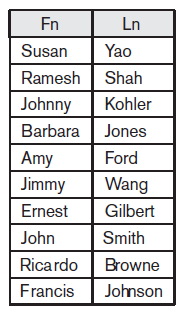 Fn Ln
Susan Yao
Ramesh Shah
Johnny Kohler
Barbara Jones
Amy Ford
Jimmy Wang
Ernest Gilbert
John Smith
Ricardo Browne
Francis Johnson